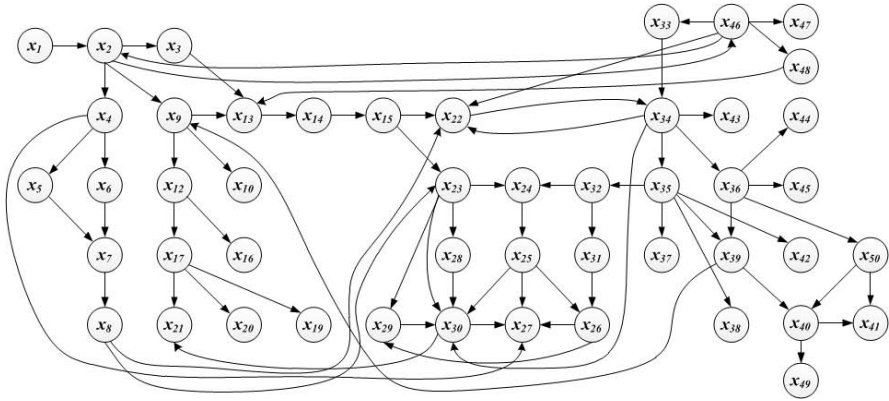 x33 x46 x47
x1 x2 x3
x48
x4 x9 x13 x14 x15 x22 x34 x43 x44
x5 x6 x12 x10 x23 x24 x32 x35 x36 x45
x7 x17 x16 x28 x25 x31 x37 x39 x42 x50
x8 x21 x20 x19 x29 x30 x27 x26 x38 x40 x41
x49